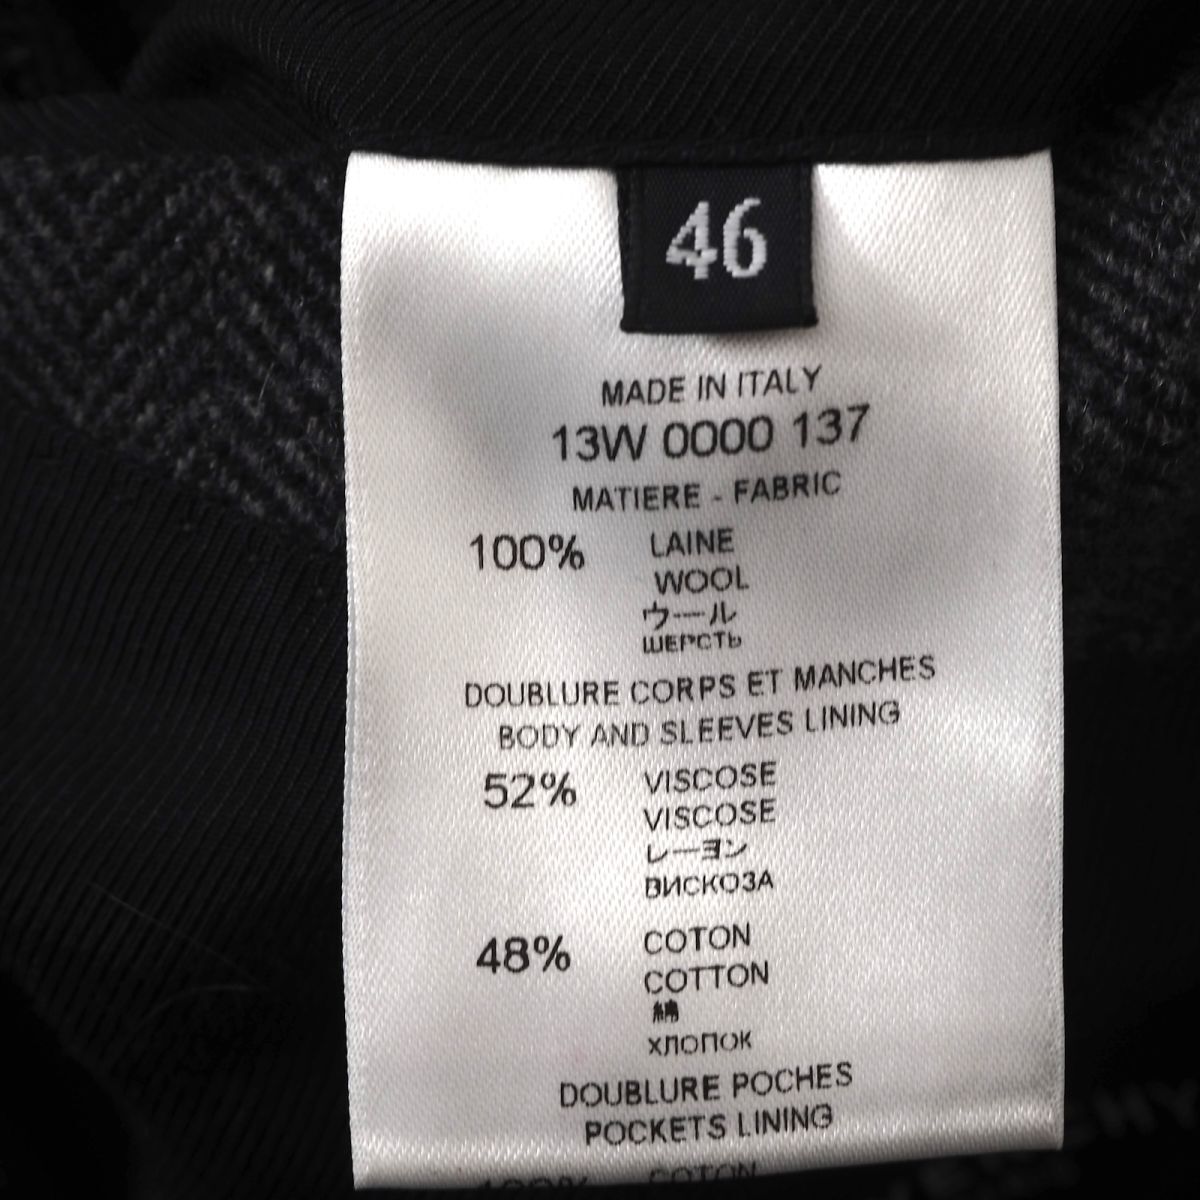 46
MADE IN ITALY
13W 0000 137
MATIERE - FABRIC
100% LAINE
WOOL
ウール
ШЕРСТЬ
DOUBLURE CORPS ET MANCHES
BODY AND SLEEVES LINING
52% VISCOSE
VISCOSE
レーヨン
ВИСКОЗА
48% COTON
COTTON
綿
ХЛОПОК
DOUBLURE POCHES
POCKETS LINING
100% COTON